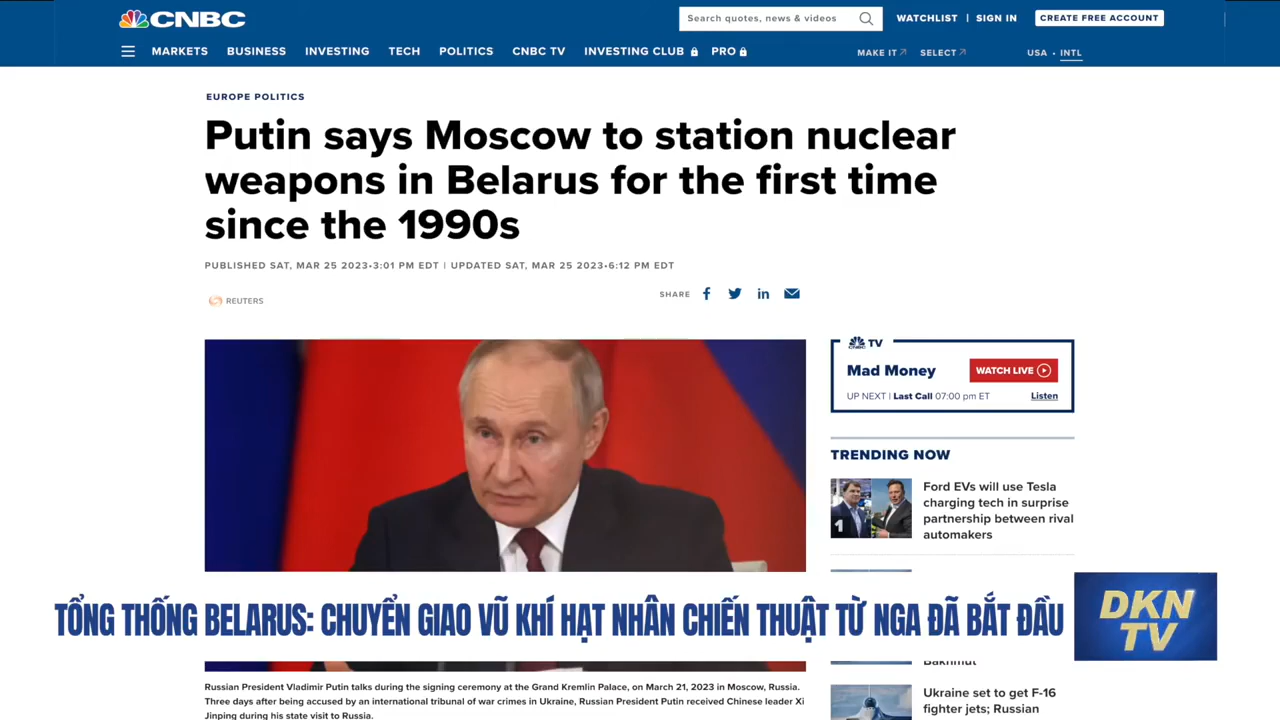 CNBC
Search quotes, news & videos
WATCHLIST | SIGN IN
CREATE FREE ACCOUNT
MARKETS BUSINESS INVESTING TECH POLITICS CNBC TV INVESTING CLUB PRO
MAKE IT SELECT
USA • INTL
EUROPE POLITICS
Putin says Moscow to station nuclear
weapons in Belarus for the first time
since the 1990s
PUBLISHED SAT, MAR 25 2023•3:01 PM EDT | UPDATED SAT, MAR 25 2023•6:12 PM EDT
REUTERS
SHARE
CNBC TV
Mad Money
WATCH LIVE
UP NEXT | Last Call 07:00 pm ET
Listen
TRENDING NOW
1
Ford EVs will use Tesla
charging tech in surprise
partnership between rival
automakers
TỔNG THỐNG BELARUS: CHUYỂN GIAO VŨ KHÍ HẠT NHÂN CHIẾN THUẬT TỪ NGA ĐÃ BẮT ĐẦU
DKN
TV
Bakhmut
Ukraine set to get F-16
fighter jets; Russian
Russian President Vladimir Putin talks during the signing ceremony at the Grand Kremlin Palace, on March 21, 2023 in Moscow, Russia.
Three days after being accused by an international tribunal of war crimes in Ukraine, Russian President Putin received Chinese leader Xi
Jinping during his state visit to Russia.